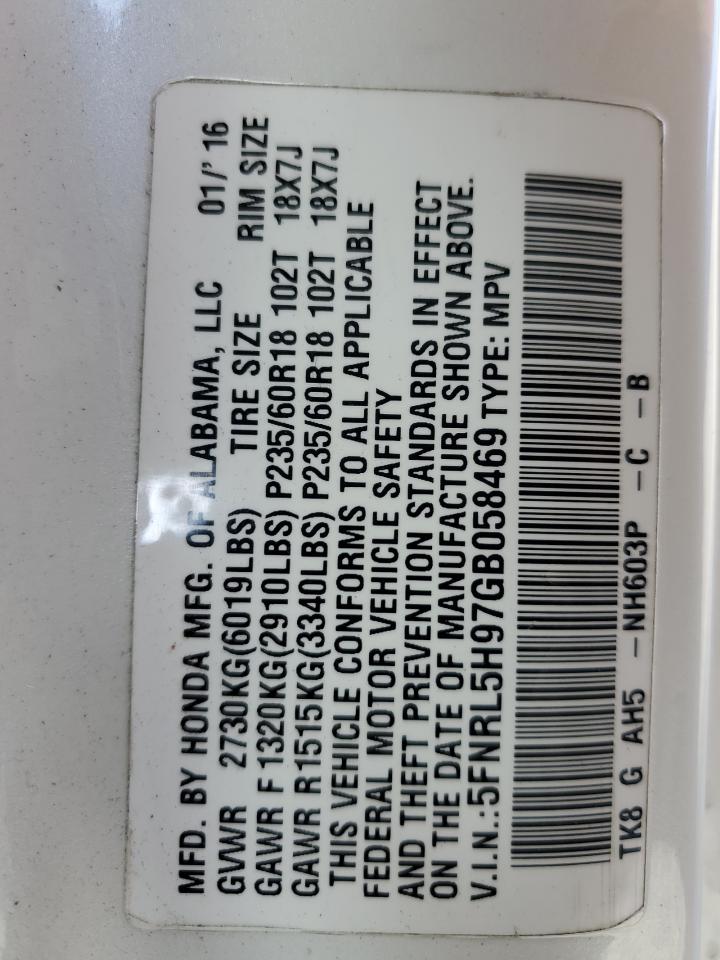 MFD. BY HONDA MFG. OF ALABAMA, LLC 01/' 16
GVWR 2730KG(6019LBS) TIRE SIZE RIM SIZE
GAWR F 1320KG(2910LBS) P235/60R18 102T 18X7J
GAWR R1515KG(3340LBS) P235/60R18 102T 18X7J
THIS VEHICLE CONFORMS TO ALL APPLICABLE
FEDERAL MOTOR VEHICLE SAFETY
AND THEFT PREVENTION STANDARDS IN EFFECT
ON THE DATE OF MANUFACTURE SHOWN ABOVE.
V.I.N.:5FNRL5H97GB058469 TYPE: MPV
TK8 G AH5 –NH603P –C –B